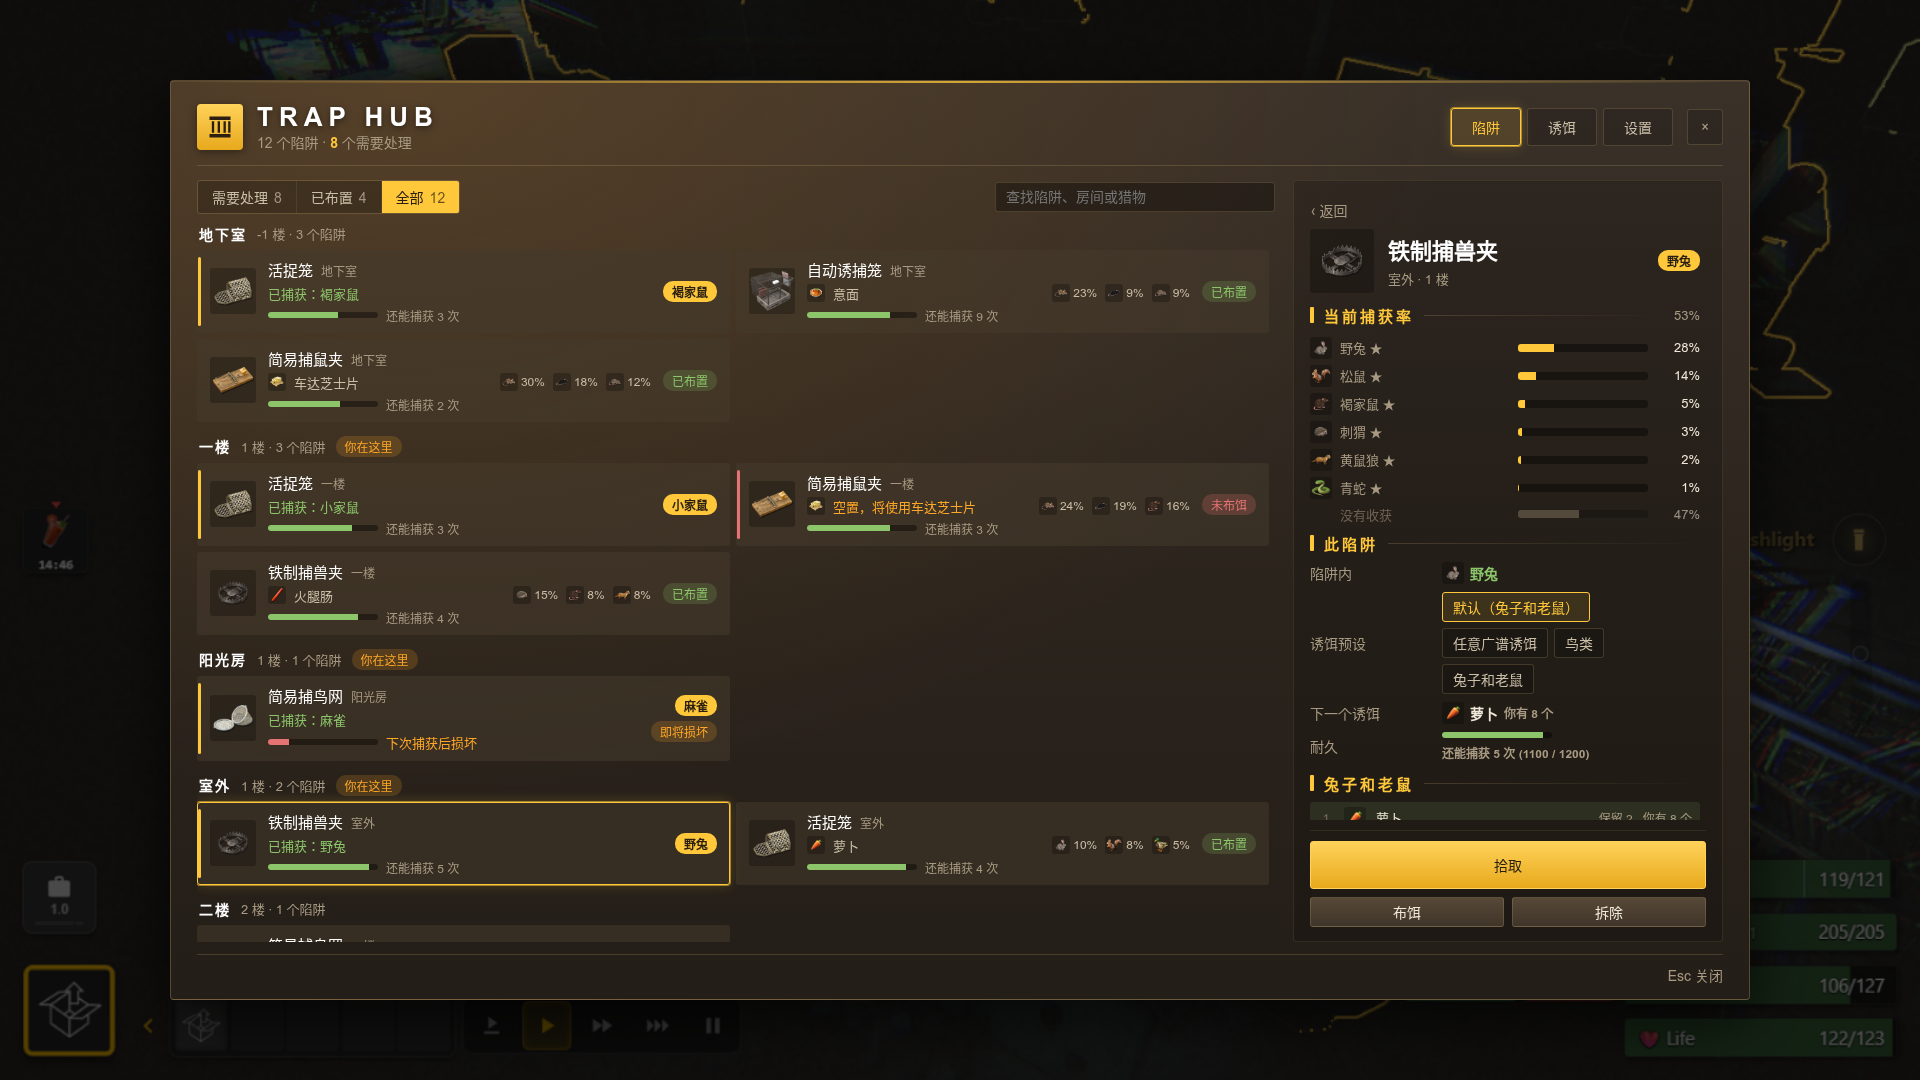 TRAP HUB
12 个陷阱 · 8 个需要处理
陷阱 诱饵 设置 ×
需要处理 8 已布置 4 全部 12
查找陷阱、房间或猎物
地下室 -1 楼 · 3 个陷阱
活捉笼 地下室
已捕获：褐家鼠
还能捕获 3 次
褐家鼠
自动诱捕笼 地下室
意面
23% 9% 9% 已布置
还能捕获 9 次
简易捕鼠夹 地下室
车达芝士片
30% 18% 12% 已布置
还能捕获 2 次
一楼 1 楼 · 3 个陷阱 你在这里
活捉笼 一楼
已捕获：小家鼠
还能捕获 3 次
小家鼠
简易捕鼠夹 一楼
空置，将使用车达芝士片
24% 19% 16% 未布饵
还能捕获 3 次
铁制捕兽夹 一楼
火腿肠
15% 8% 8% 已布置
还能捕获 4 次
阳光房 1 楼 · 1 个陷阱 你在这里
简易捕鸟网 阳光房
已捕获：麻雀
下次捕获后损坏
麻雀
即将损坏
室外 1 楼 · 2 个陷阱 你在这里
铁制捕兽夹 室外
已捕获：野兔
还能捕获 5 次
野兔
活捉笼 室外
萝卜
10% 8% 5% 已布置
还能捕获 4 次
二楼 2 楼 · 1 个陷阱
简易捕鸟网 二楼
‹ 返回
铁制捕兽夹
室外 · 1 楼
野兔
当前捕获率 53%
野兔 ★ 28%
松鼠 ★ 14%
褐家鼠 ★ 5%
刺猬 ★ 3%
黄鼠狼 ★ 2%
青蛇 ★ 1%
没有收获 47%
此陷阱
陷阱内 野兔
诱饵预设
默认（兔子和老鼠）
任意广谱诱饵 鸟类
兔子和老鼠
下一个诱饵 萝卜 你有 8 个
耐久
还能捕获 5 次 (1100 / 1200)
兔子和老鼠
1 萝卜 保留 2 你有 8 个
拾取
布饵 拆除
Esc 关闭
14:46
1.0
shlight
119/121
205/205
106/127
Life 122/123